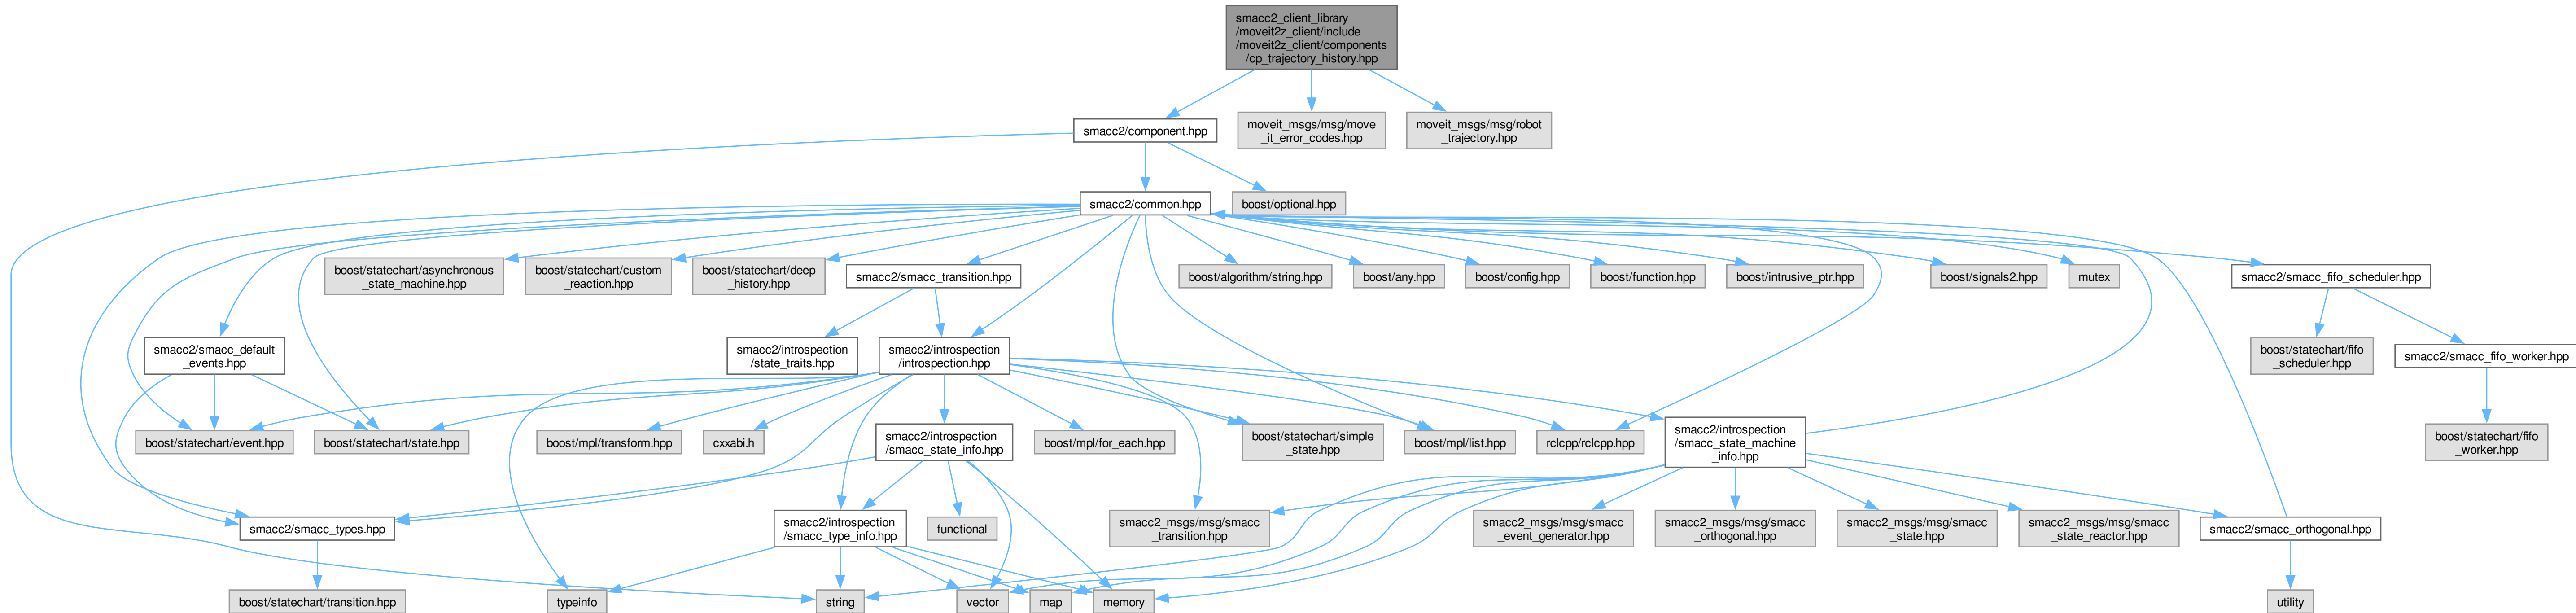 smacc2_client_library
/moveit2z_client/include
/moveit2z_client/components
/cp_trajectory_history.hpp
smacc2/component.hpp
moveit_msgs/msg/move
_it_error_codes.hpp
moveit_msgs/msg/robot
_trajectory.hpp
smacc2/common.hpp
boost/optional.hpp
boost/statechart/asynchronous
_state_machine.hpp
boost/statechart/custom
_reaction.hpp
boost/statechart/deep
_history.hpp
smacc2/smacc_transition.hpp
boost/algorithm/string.hpp
boost/any.hpp
boost/config.hpp
boost/function.hpp
boost/intrusive_ptr.hpp
boost/signals2.hpp
mutex
smacc2/smacc_fifo_scheduler.hpp
smacc2/smacc_default
_events.hpp
smacc2/introspection
/state_traits.hpp
smacc2/introspection
/introspection.hpp
boost/statechart/fifo
_scheduler.hpp
smacc2/smacc_fifo_worker.hpp
boost/statechart/event.hpp
boost/statechart/state.hpp
boost/mpl/transform.hpp
cxxabi.h
smacc2/introspection
/smacc_state_info.hpp
boost/mpl/for_each.hpp
boost/statechart/simple
_state.hpp
boost/mpl/list.hpp
rclcpp/rclcpp.hpp
smacc2/introspection
/smacc_state_machine
_info.hpp
boost/statechart/fifo
_worker.hpp
smacc2/smacc_types.hpp
smacc2/introspection
/smacc_type_info.hpp
functional
smacc2_msgs/msg/smacc
_transition.hpp
smacc2_msgs/msg/smacc
_event_generator.hpp
smacc2_msgs/msg/smacc
_orthogonal.hpp
smacc2_msgs/msg/smacc
_state.hpp
smacc2_msgs/msg/smacc
_state_reactor.hpp
smacc2/smacc_orthogonal.hpp
boost/statechart/transition.hpp
typeinfo
string
vector
map
memory
utility